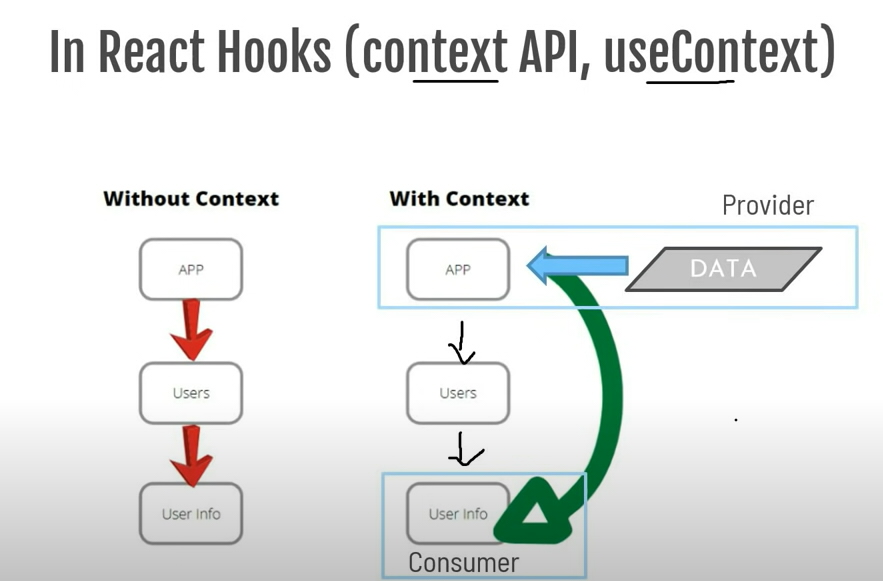 In React Hooks (context API, useContext)
Without Context
With Context
Provider
APP
APP
DATA
Users
Users
User Info
User Info
Consumer